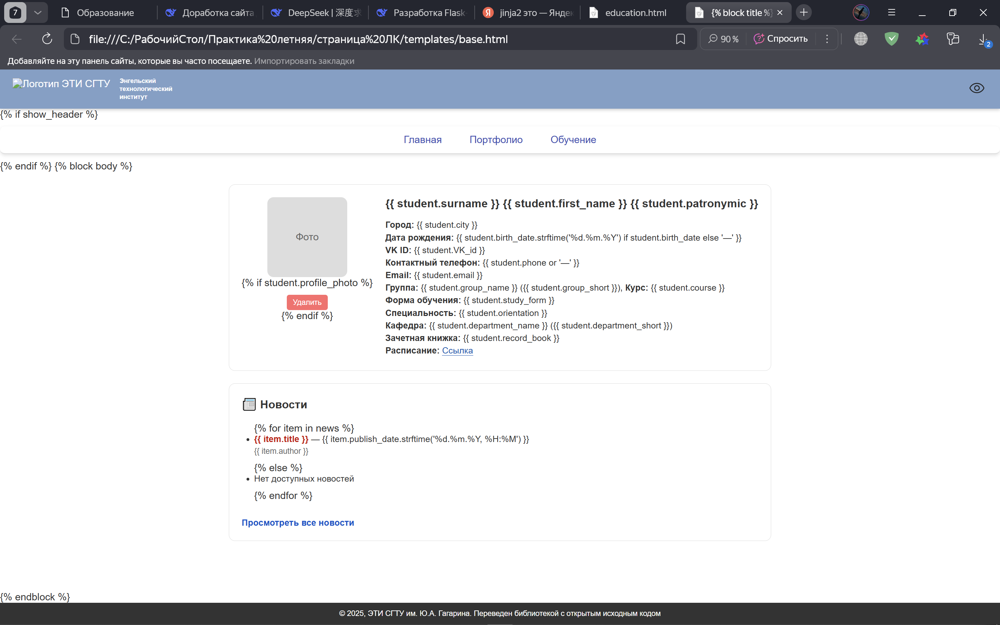 7
Образование
Доработка сайта
DeepSeek | 深度求
Разработка Flask-
Я jinja2 это — Яндек
education.html
{% block title %}
file:///C:/РабочийСтол/Практика%20летняя/страница%20ЛК/templates/base.html
90 %
Спросить
2
Добавляйте на эту панель сайты, которые вы часто посещаете. Импортировать закладки
Логотип ЭТИ СГТУ
Энгельский
технологический
институт
{% if show_header %}
Главная
Портфолио
Обучение
{% endif %} {% block body %}
Фото
{% if student.profile_photo %}
Удалить
{% endif %}
{{ student.surname }} {{ student.first_name }} {{ student.patronymic }}
Город: {{ student.city }}
Дата рождения: {{ student.birth_date.strftime('%d.%m.%Y') if student.birth_date else '—' }}
VK ID: {{ student.VK_id }}
Контактный телефон: {{ student.phone or '—' }}
Email: {{ student.email }}
Группа: {{ student.group_name }} ({{ student.group_short }}), Курс: {{ student.course }}
Форма обучения: {{ student.study_form }}
Специальность: {{ student.orientation }}
Кафедра: {{ student.department_name }} ({{ student.department_short }})
Зачетная книжка: {{ student.record_book }}
Расписание: Ссылка
Новости
{% for item in news %}
• {{ item.title }} — {{ item.publish_date.strftime('%d.%m.%Y, %H:%M') }}
{{ item.author }}
{% else %}
• Нет доступных новостей
{% endfor %}
Просмотреть все новости
{% endblock %}
© 2025, ЭТИ СГТУ им. Ю.А. Гагарина. Переведен библиотекой с открытым исходным кодом